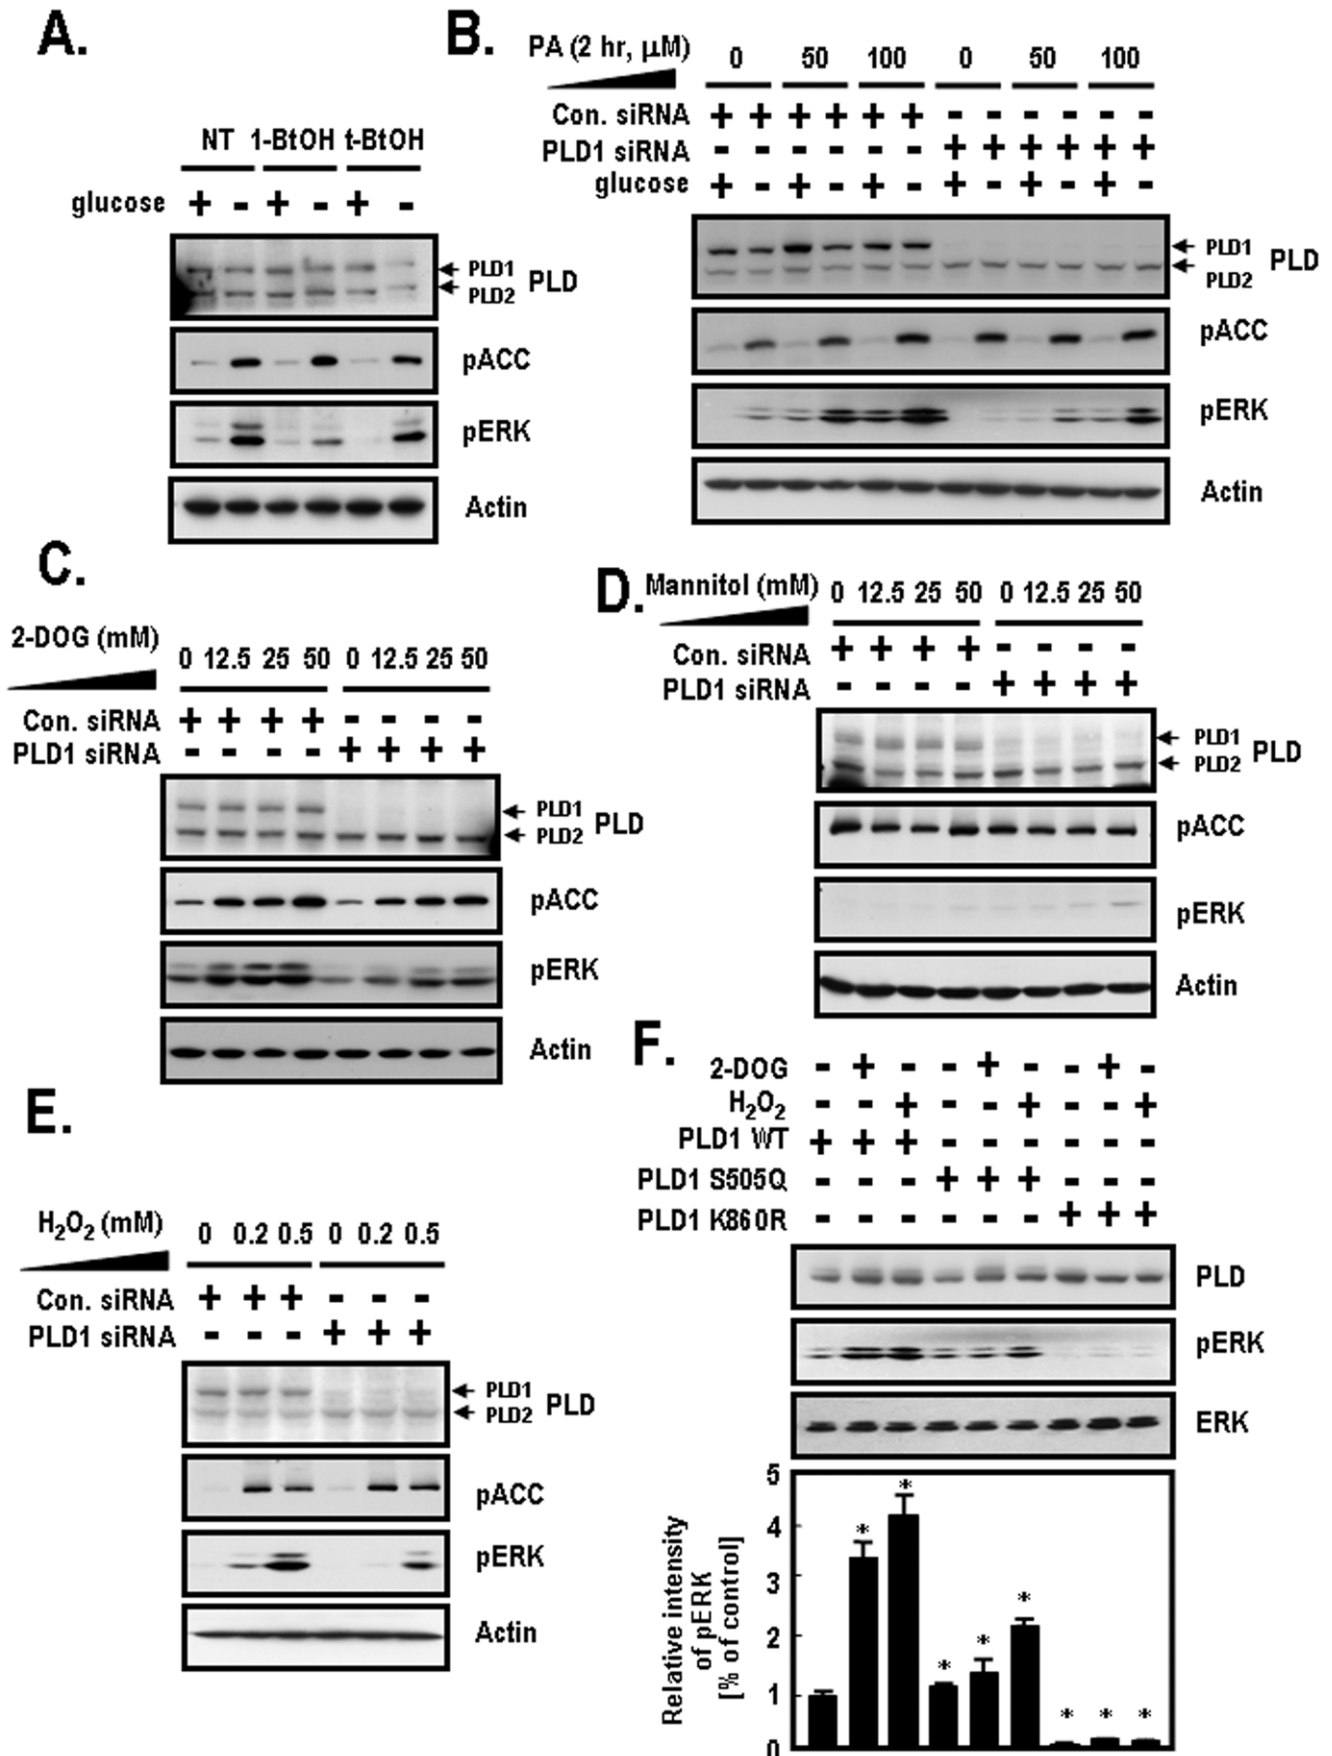 A.
NT 1-BtOH t-BtOH
glucose + - + - + -
PLD1
PLD2
PLD
pACC
pERK
Actin
B.
PA (2 hr, μM) 0 50 100 0 50 100
Con. siRNA + + + + + + - - - - - -
PLD1 siRNA - - - - - - + + + + + +
glucose + - + - + - + - + - + -
PLD1
PLD2
PLD
pACC
pERK
Actin
C.
2-DOG (mM) 0 12.5 25 50 0 12.5 25 50
Con. siRNA + + + + - - - -
PLD1 siRNA - - - - + + + +
PLD1
PLD2
PLD
pACC
pERK
Actin
D.
Mannitol (mM) 0 12.5 25 50 0 12.5 25 50
Con. siRNA + + + + - - - -
PLD1 siRNA - - - - + + + +
PLD1
PLD2
PLD
pACC
pERK
Actin
E.
H₂O₂ (mM) 0 0.2 0.5 0 0.2 0.5
Con. siRNA + + + - - -
PLD1 siRNA - - - + + +
PLD1
PLD2
PLD
pACC
pERK
Actin
F.
2-DOG - + - - + - - + -
H₂O₂ - - + - - + - - +
PLD1 WT + + + - - - - - -
PLD1 S505Q - - - + + + - - -
PLD1 K860R - - - - - - + + +
PLD
pERK
ERK
Relative intensity
of pERK
[% of control]
5
4
3
2
1
0
* * * * * * * *